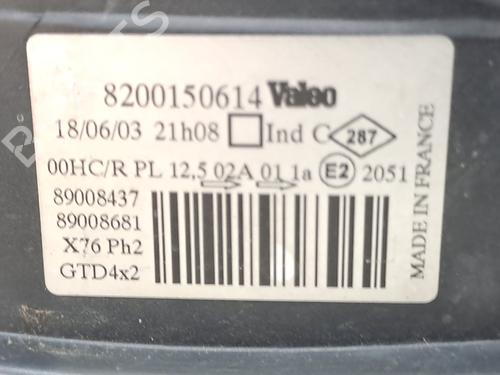 8200150614 Valeo
18/06/03 21h08 Ind C 287
00HC/R PL 12,5 02A 01 1a E2 2051
89008437
89008681
X76 Ph2
GTD4x2
MADE IN FRANCE